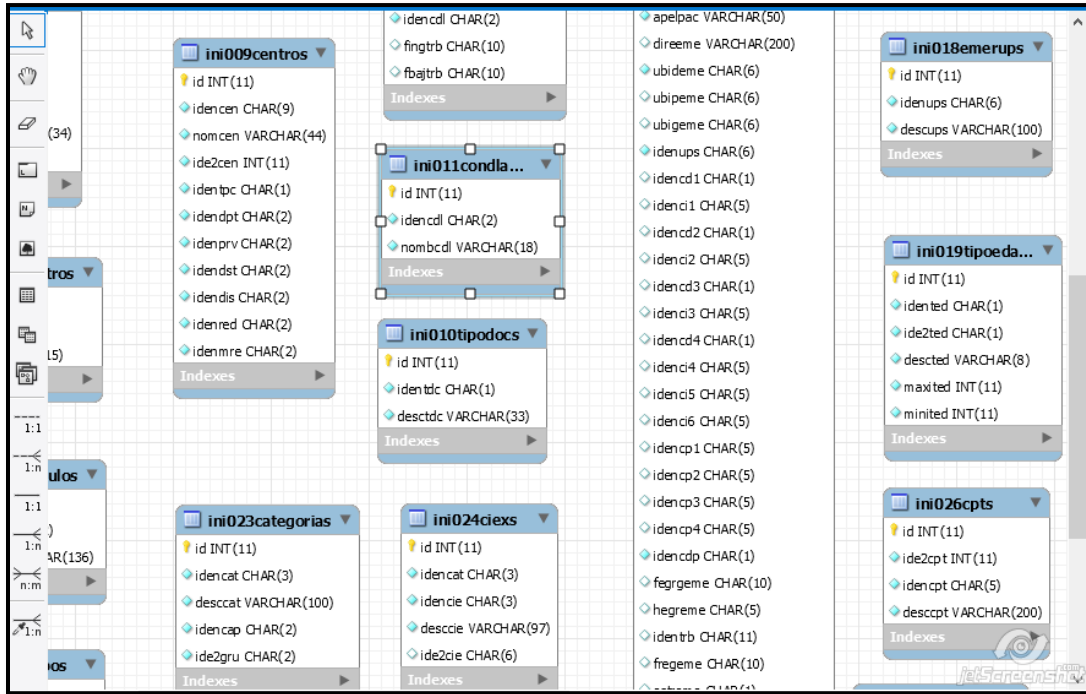 (34)
tros
15)
ulos
)
AR(136)
pos
1:1
1:n
1:1
1:n
n:m
1:n
ini009centros
id INT(11)
idencen CHAR(9)
nomcen VARCHAR(44)
ide2cen INT(11)
identpc CHAR(1)
idendpt CHAR(2)
idenprv CHAR(2)
idendst CHAR(2)
idendis CHAR(2)
idenred CHAR(2)
idenmre CHAR(2)
Indexes
ini023categorias
id INT(11)
idencat CHAR(3)
desccat VARCHAR(100)
idencap CHAR(2)
ide2gru CHAR(2)
Indexes
idencdl CHAR(2)
fingtrb CHAR(10)
fbajtrb CHAR(10)
Indexes
ini011condla...
id INT(11)
idencdl CHAR(2)
nombcdl VARCHAR(18)
Indexes
ini010tipodocs
id INT(11)
identdc CHAR(1)
desctdc VARCHAR(33)
Indexes
ini024ciexs
id INT(11)
idencat CHAR(3)
idencie CHAR(3)
desccie VARCHAR(97)
ide2cie CHAR(6)
Indexes
apelpac VARCHAR(50)
direeme VARCHAR(200)
ubideme CHAR(6)
ubipeme CHAR(6)
ubigeme CHAR(6)
idenups CHAR(6)
idencd1 CHAR(1)
idenci1 CHAR(5)
idencd2 CHAR(1)
idenci2 CHAR(5)
idencd3 CHAR(1)
idenci3 CHAR(5)
idencd4 CHAR(1)
idenci4 CHAR(5)
idenci5 CHAR(5)
idenci6 CHAR(5)
idencp1 CHAR(5)
idencp2 CHAR(5)
idencp3 CHAR(5)
idencp4 CHAR(5)
idencdp CHAR(1)
fegrgeme CHAR(10)
hegreme CHAR(5)
identrb CHAR(11)
fregeme CHAR(10)
ini018emerups
id INT(11)
idenups CHAR(6)
descups VARCHAR(100)
Indexes
ini019tipoeda...
id INT(11)
idented CHAR(1)
ide2ted CHAR(1)
descted VARCHAR(8)
maxited INT(11)
minited INT(11)
Indexes
ini026cpts
id INT(11)
ide2cpt INT(11)
idencpt CHAR(5)
desccpt VARCHAR(200)
Indexes
jetScreenshot.com